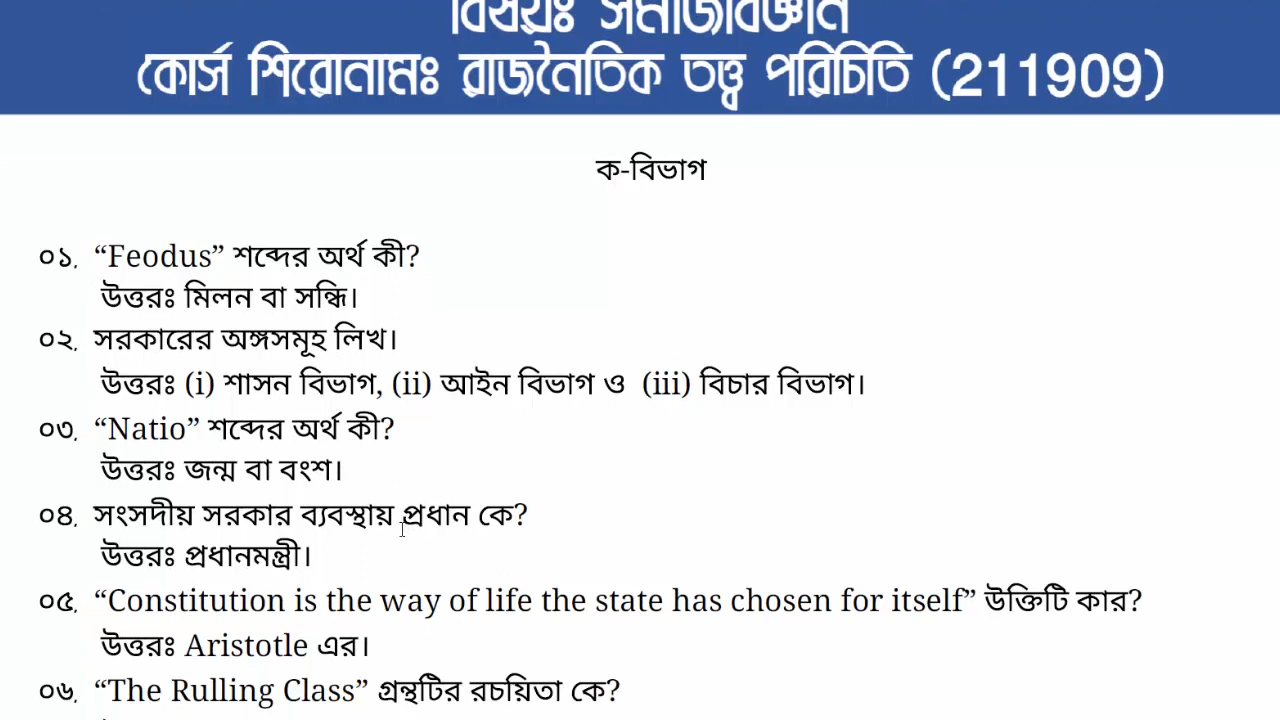 বিষয়ঃ সমাজবিজ্ঞান
কোর্স শিরোনামঃ রাজনৈতিক তত্ত্ব পরিচিতি (211909)
ক-বিভাগ
০১. “Feodus” শব্দের অর্থ কী?
উত্তরঃ মিলন বা সন্ধি।
০২. সরকারের অঙ্গসমূহ লিখ।
উত্তরঃ (i) শাসন বিভাগ, (ii) আইন বিভাগ ও (iii) বিচার বিভাগ।
০৩. “Natio” শব্দের অর্থ কী?
উত্তরঃ জন্ম বা বংশ।
০৪. সংসদীয় সরকার ব্যবস্থায় প্রধান কে?
উত্তরঃ প্রধানমন্ত্রী।
০৫. “Constitution is the way of life the state has chosen for itself” উক্তিটি কার?
উত্তরঃ Aristotle এর।
০৬. “The Rulling Class” গ্রন্থটির রচয়িতা কে?